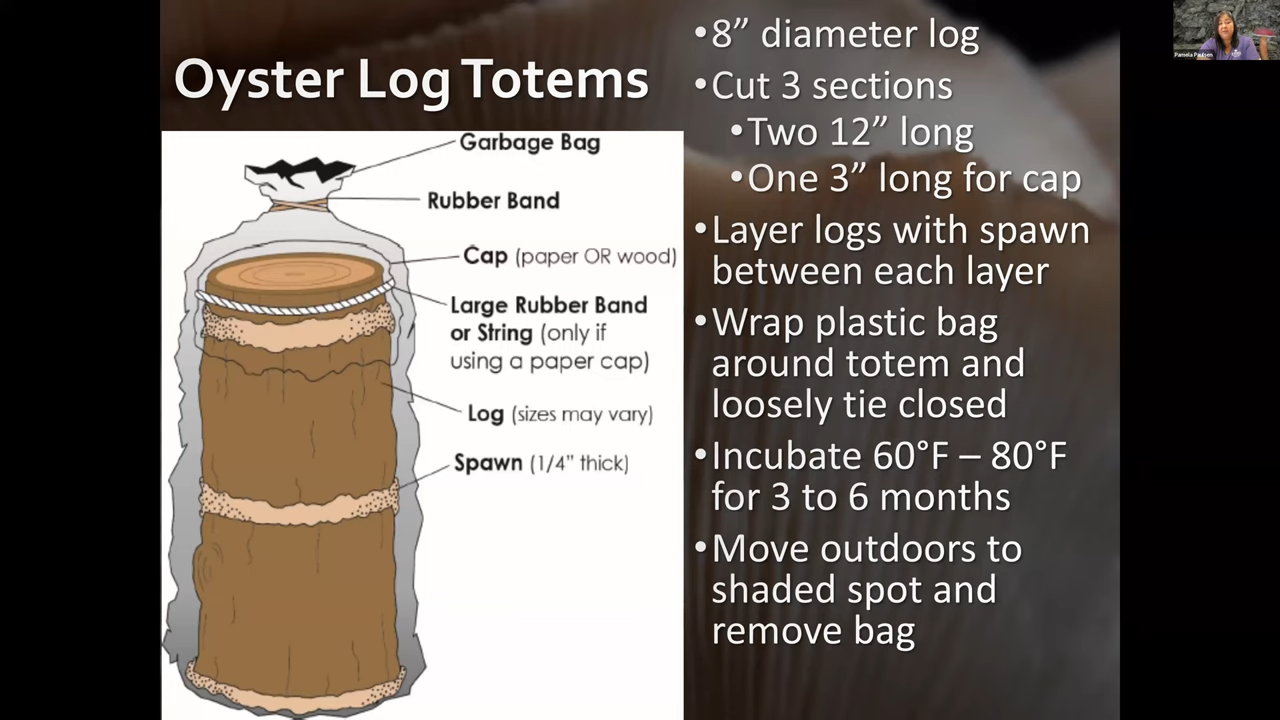 Oyster Log Totems
Garbage Bag
Rubber Band
Cap (paper OR wood)
Large Rubber Band
or String (only if
using a paper cap)
Log (sizes may vary)
Spawn (1/4” thick)
•8” diameter log
•Cut 3 sections
•Two 12” long
•One 3” long for cap
•Layer logs with spawn
between each layer
•Wrap plastic bag
around totem and
loosely tie closed
•Incubate 60°F – 80°F
for 3 to 6 months
•Move outdoors to
shaded spot and
remove bag
Pamela Paulsen